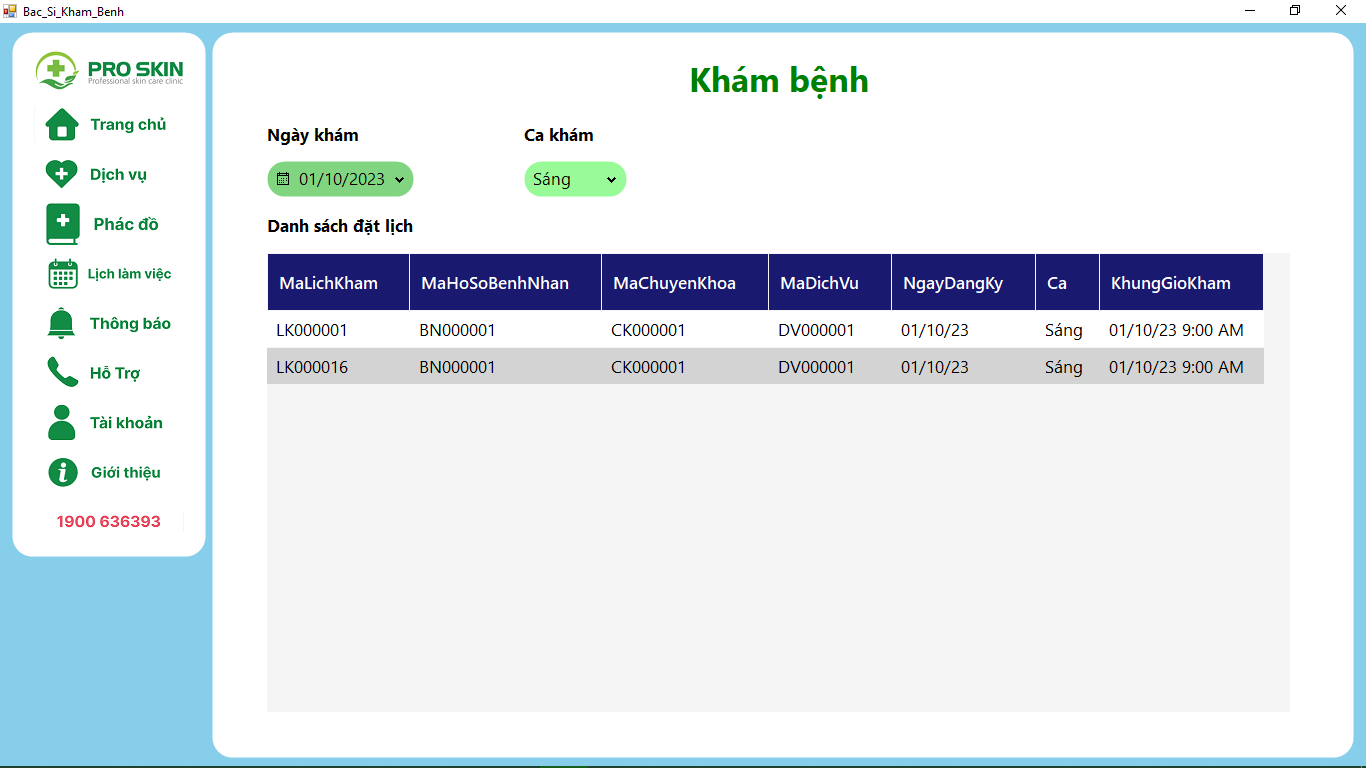 Bac_Si_Kham_Benh
PRO SKIN
Professional skin care clinic
Trang chủ
Dịch vụ
Phác đồ
Lịch làm việc
Thông báo
Hỗ Trợ
Tài khoản
Giới thiệu
1900 636393
Khám bệnh
Ngày khám Ca khám
01/10/2023 Sáng
Danh sách đặt lịch
MaLichKham MaHoSoBenhNhan MaChuyenKhoa MaDichVu NgayDangKy Ca KhungGioKham
LK000001 BN000001 CK000001 DV000001 01/10/23 Sáng 01/10/23 9:00 AM
LK000016 BN000001 CK000001 DV000001 01/10/23 Sáng 01/10/23 9:00 AM